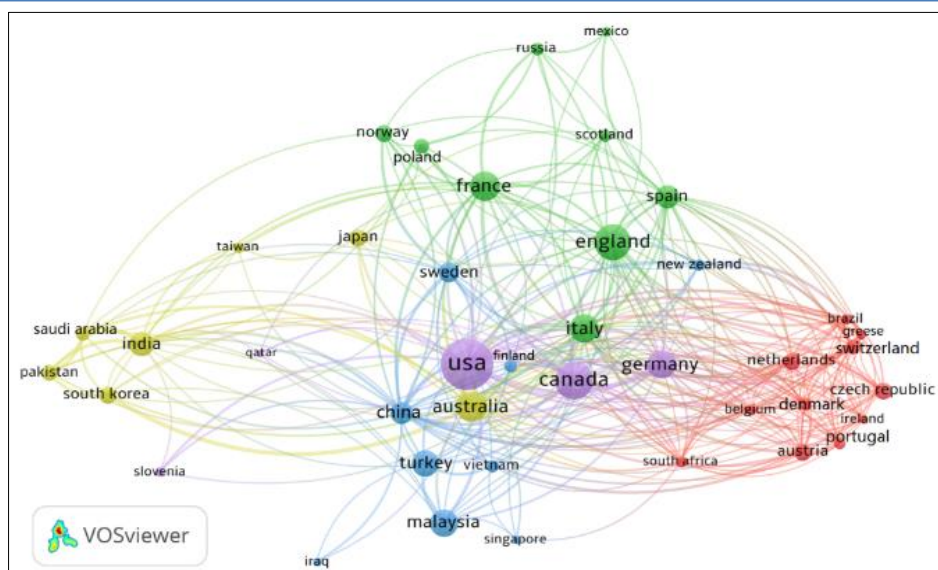 mexico
russia
norway
scotland
poland
france
spain
england
japan
taiwan
sweden
new zealand
brazil
greese
saudi arabia
italy
india
switzerland
qatar
finland
usa
netherlands
pakistan
germany
canada
south korea
czech republic
australia
china
belgium
denmark
ireland
portugal
austria
turkey
vietnam
south africa
slovenia
malaysia
VOSviewer
singapore
iraq